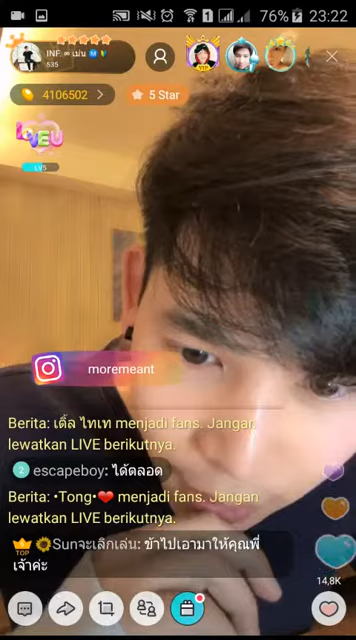 76% 23:22
INF. ∞ เม่น Ⓜ
535
VIP
4106502 >
5 Star
LOVE U
LV5
moremeant
Berita: เติ้ล ไทเท menjadi fans. Jangan
lewatkan LIVE berikutnya.
2 escapeboy: ได้ตลอด
Berita: •Tong•❤ menjadi fans. Jangan
lewatkan LIVE berikutnya.
TOP 🌻Sunจะเลิกเล่น: ข้าไปเอามาให้คุณพี่
เจ้าค่ะ
14,8K